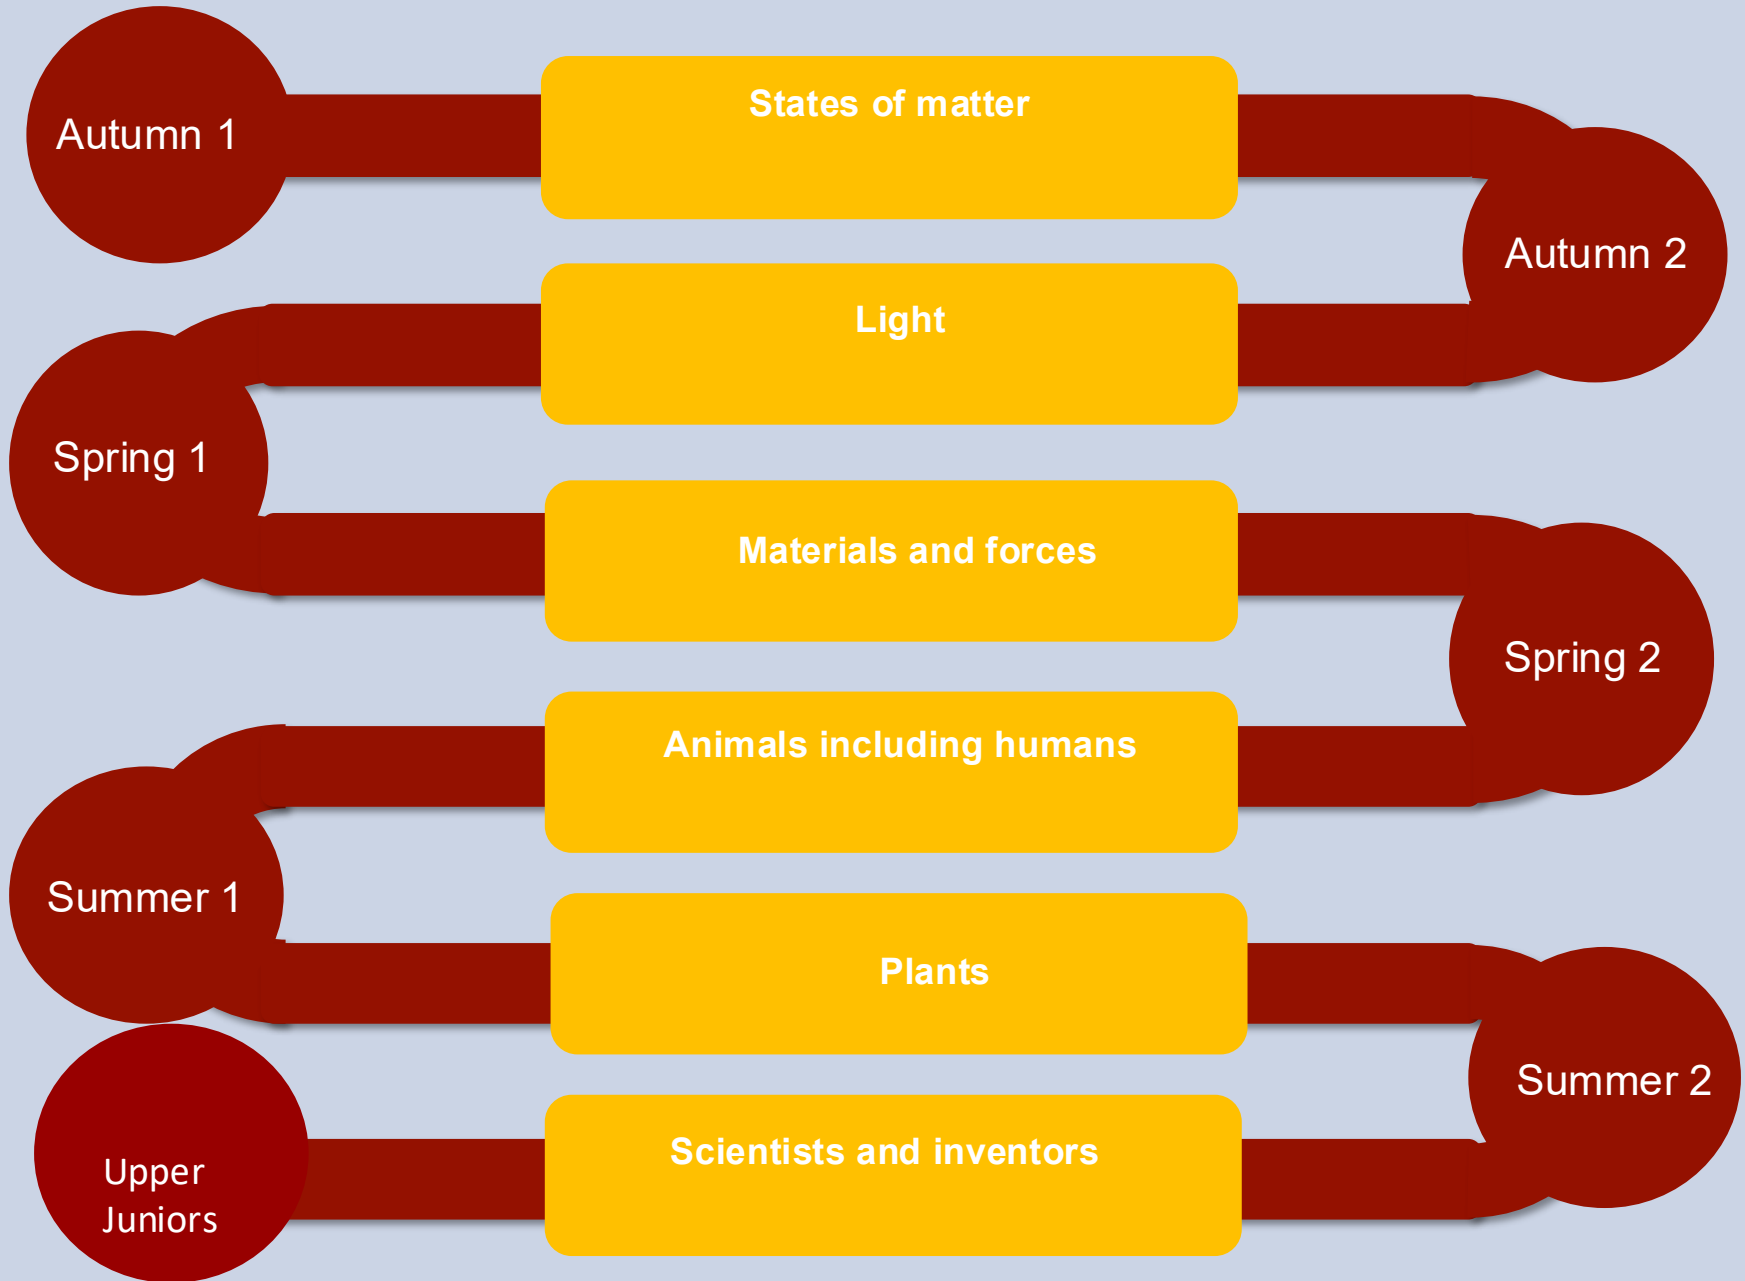 Autumn 1
States of matter
Autumn 2
Light
Spring 1
Materials and forces
Spring 2
Animals including humans
Summer 1
Plants
Summer 2
Scientists and inventors
Upper
Juniors